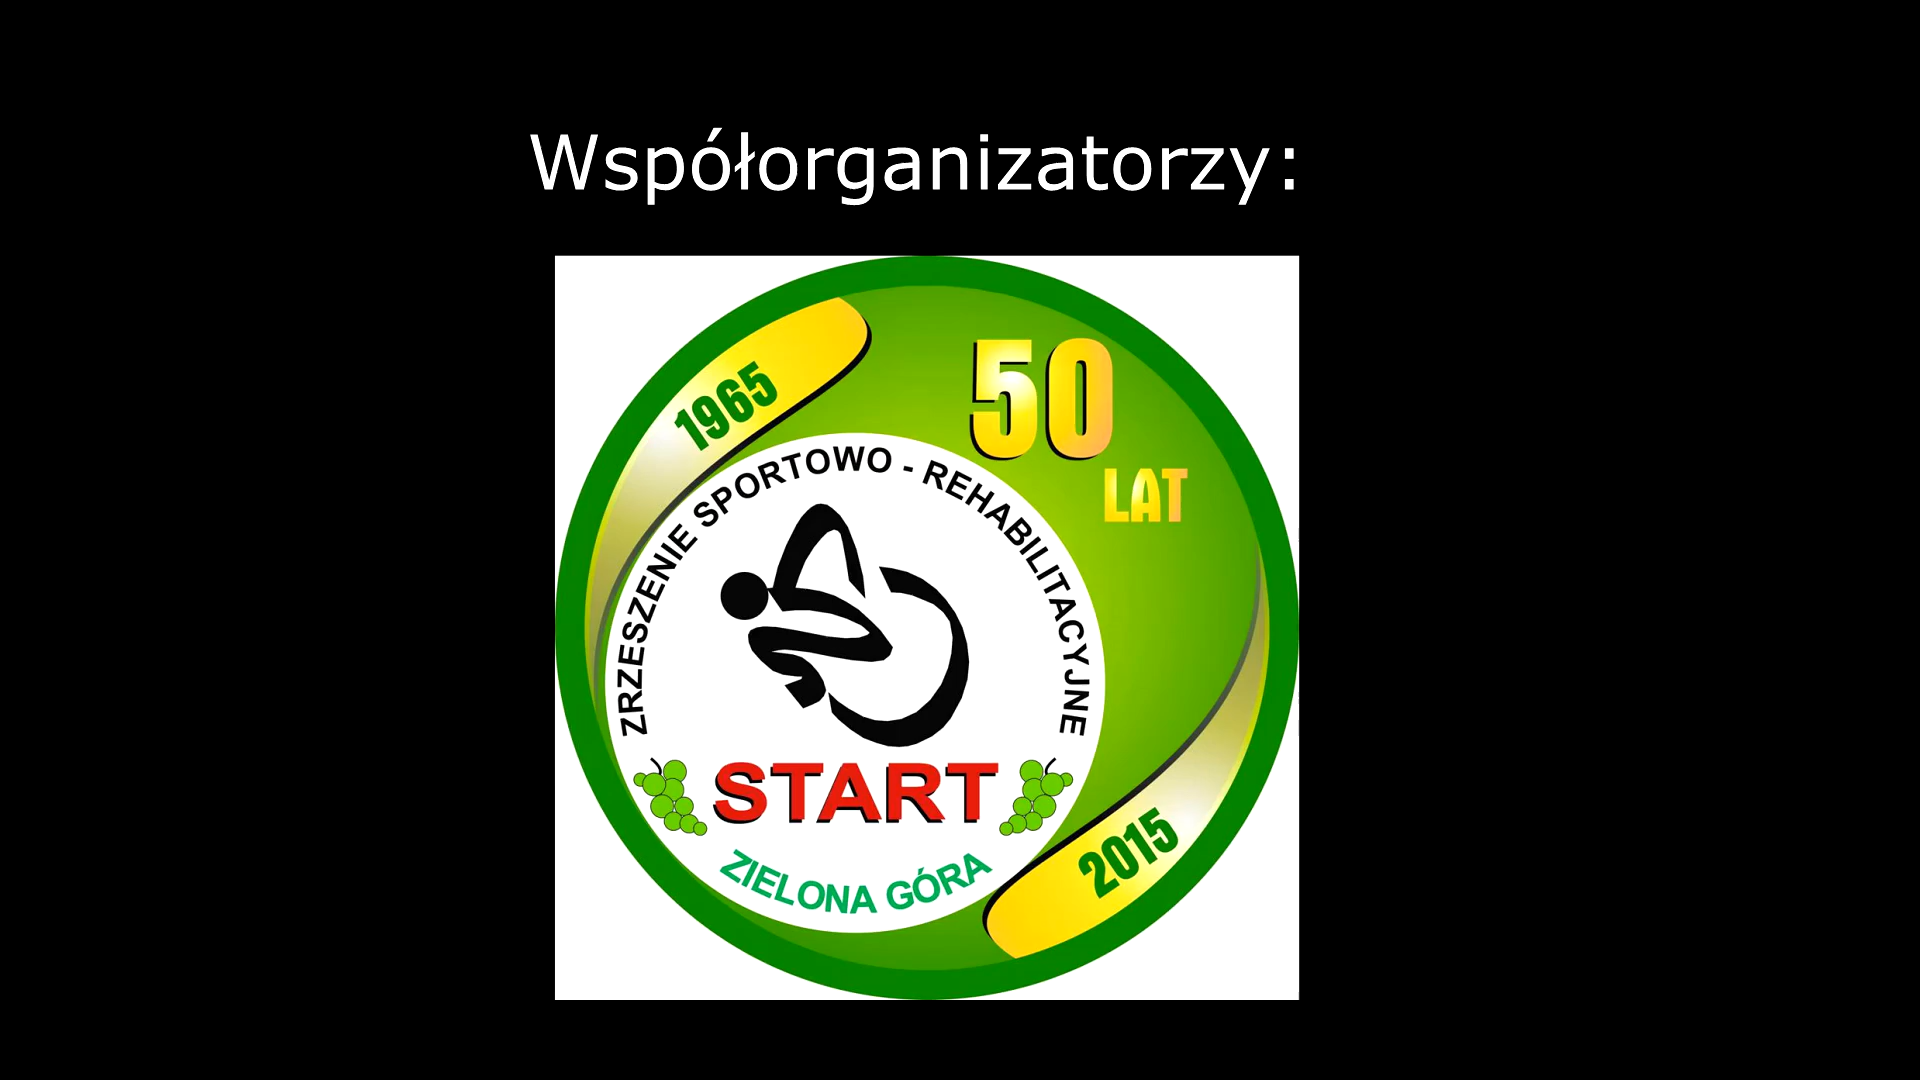 Współorganizatorzy:
1965
50
LAT
ZRZESZENIE SPORTOWO - REHABILITACYJNE
START
ZIELONA GÓRA
2015